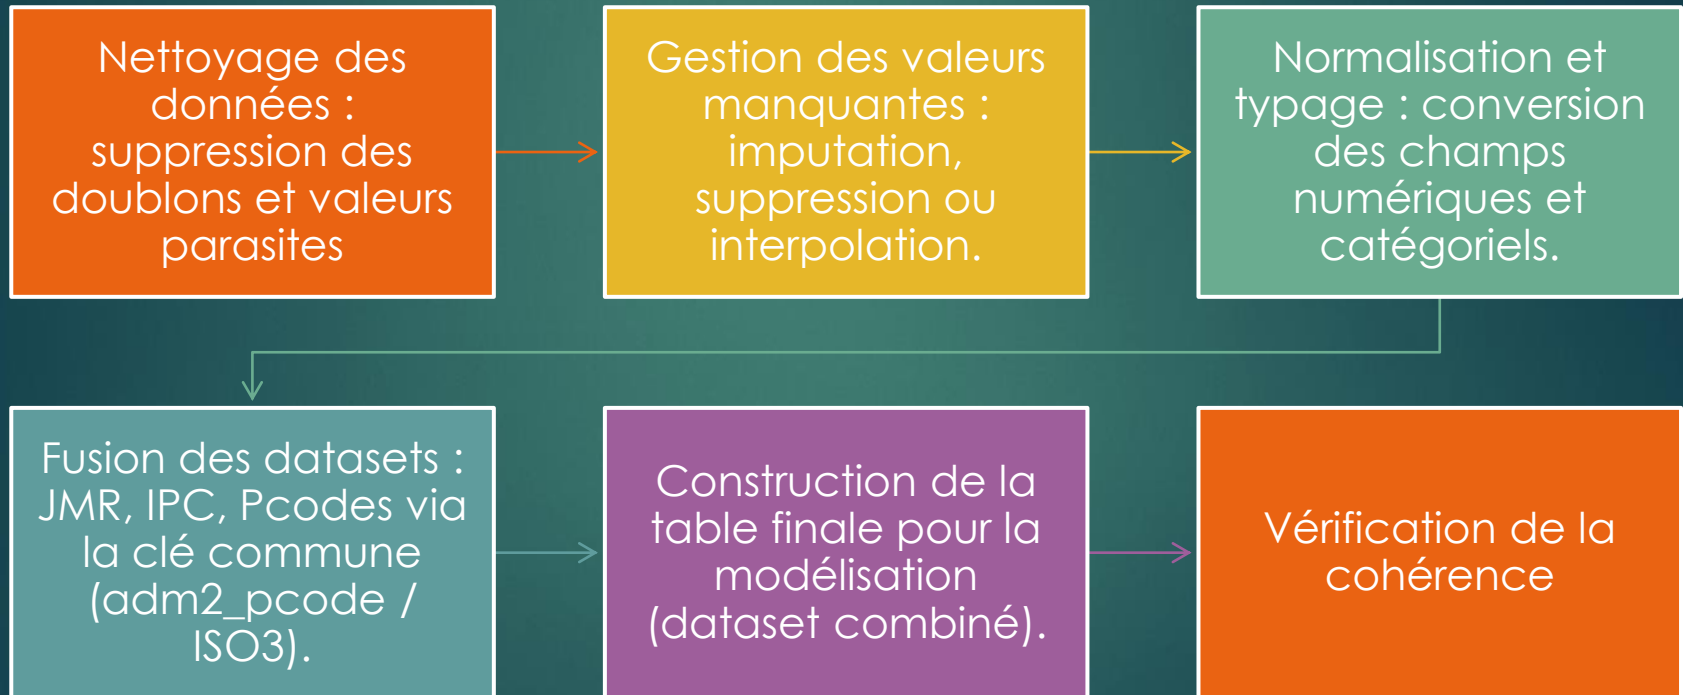 Nettoyage des
données :
suppression des
doublons et valeurs
parasites
Gestion des valeurs
manquantes :
imputation,
suppression ou
interpolation.
Normalisation et
typage : conversion
des champs
numériques et
catégoriels.
Fusion des datasets :
JMR, IPC, Pcodes via
la clé commune
(adm2_pcode /
ISO3).
Construction de la
table finale pour la
modélisation
(dataset combiné).
Vérification de la
cohérence